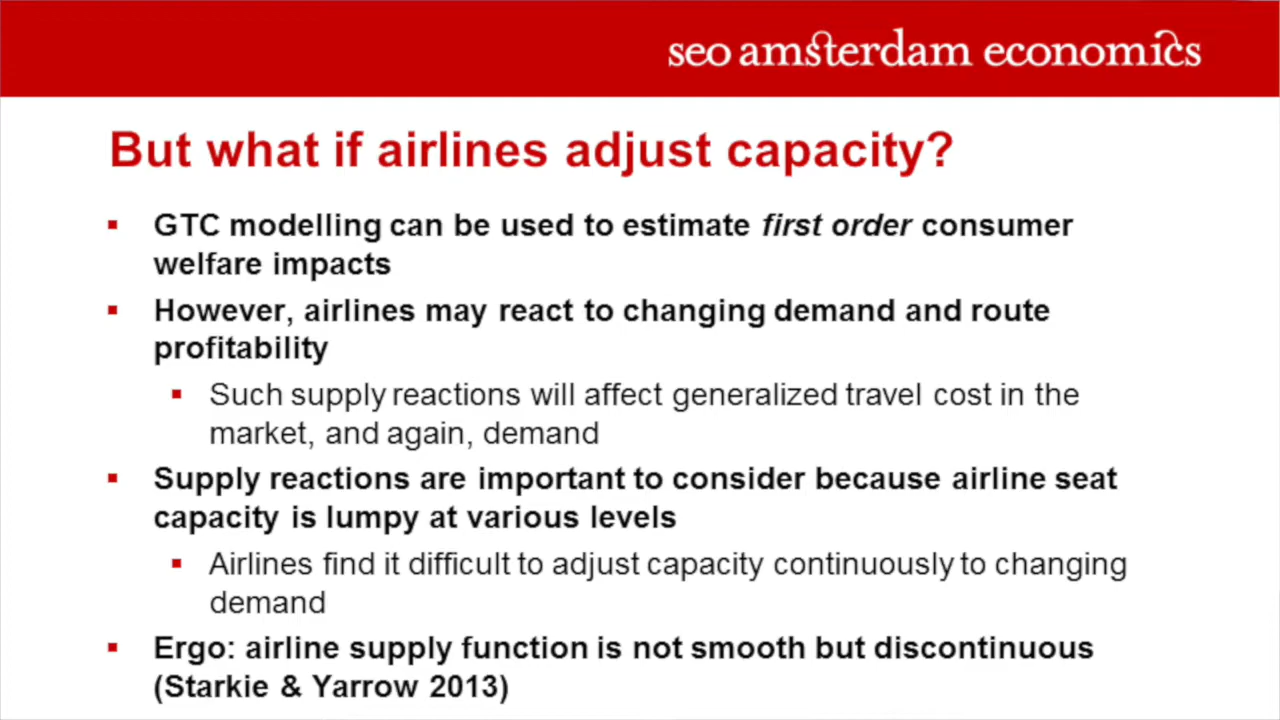 seo amsterdam economics
But what if airlines adjust capacity?
▪ GTC modelling can be used to estimate first order consumer
welfare impacts
▪ However, airlines may react to changing demand and route
profitability
▪ Such supply reactions will affect generalized travel cost in the
market, and again, demand
▪ Supply reactions are important to consider because airline seat
capacity is lumpy at various levels
▪ Airlines find it difficult to adjust capacity continuously to changing
demand
▪ Ergo: airline supply function is not smooth but discontinuous
(Starkie & Yarrow 2013)